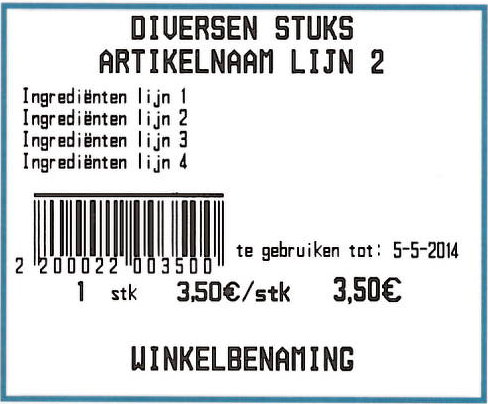 DIVERSEN STUKS
ARTIKELNAAM LIJN 2
Ingrediënten lijn 1
Ingrediënten lijn 2
Ingrediënten lijn 3
Ingrediënten lijn 4
te gebruiken tot: 5-5-2014
2 200022 003500
1 stk 3,50€/stk 3,50€
WINKELBENAMING